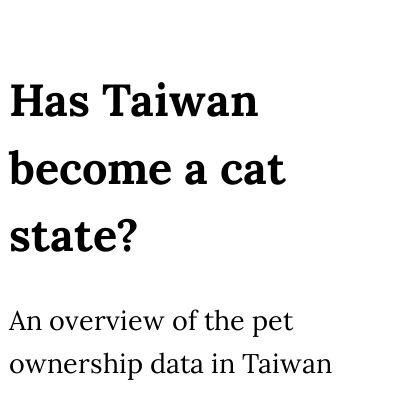 Has Taiwan
become a cat
state?
An overview of the pet
ownership data in Taiwan